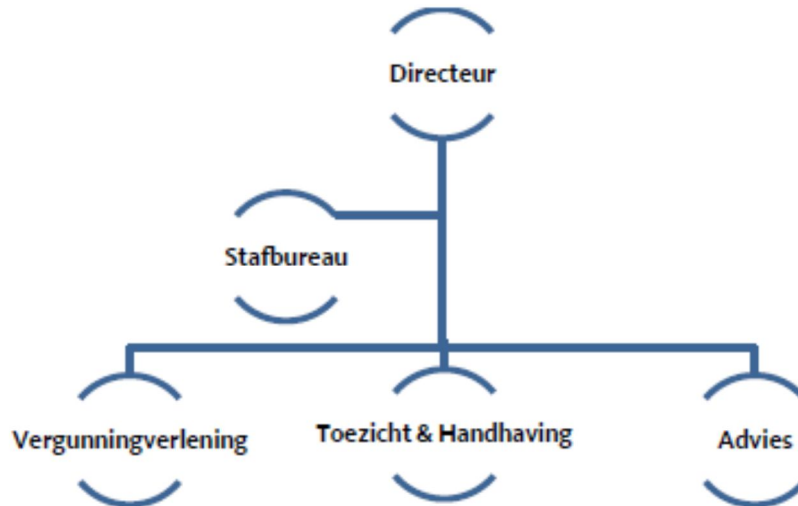 Directeur
Stafbureau
Vergunningverlening
Toezicht & Handhaving
Advies